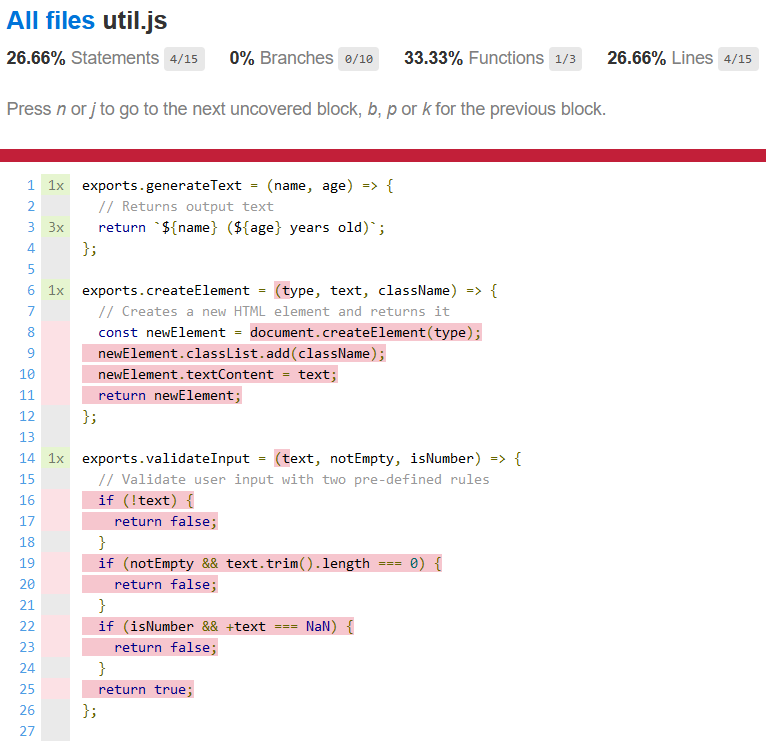 All files util.js
26.66% Statements 4/15 0% Branches 0/10 33.33% Functions 1/3 26.66% Lines 4/15
Press n or j to go to the next uncovered block, b, p or k for the previous block.
1 1x exports.generateText = (name, age) => {
2 // Returns output text
3 3x return `${name} (${age} years old)`;
4 };
5
6 1x exports.createElement = (type, text, className) => {
7 // Creates a new HTML element and returns it
8 const newElement = document.createElement(type);
9 newElement.classList.add(className);
10 newElement.textContent = text;
11 return newElement;
12 };
13
14 1x exports.validateInput = (text, notEmpty, isNumber) => {
15 // Validate user input with two pre-defined rules
16 if (!text) {
17 return false;
18 }
19 if (notEmpty && text.trim().length === 0) {
20 return false;
21 }
22 if (isNumber && +text === NaN) {
23 return false;
24 }
25 return true;
26 };
27